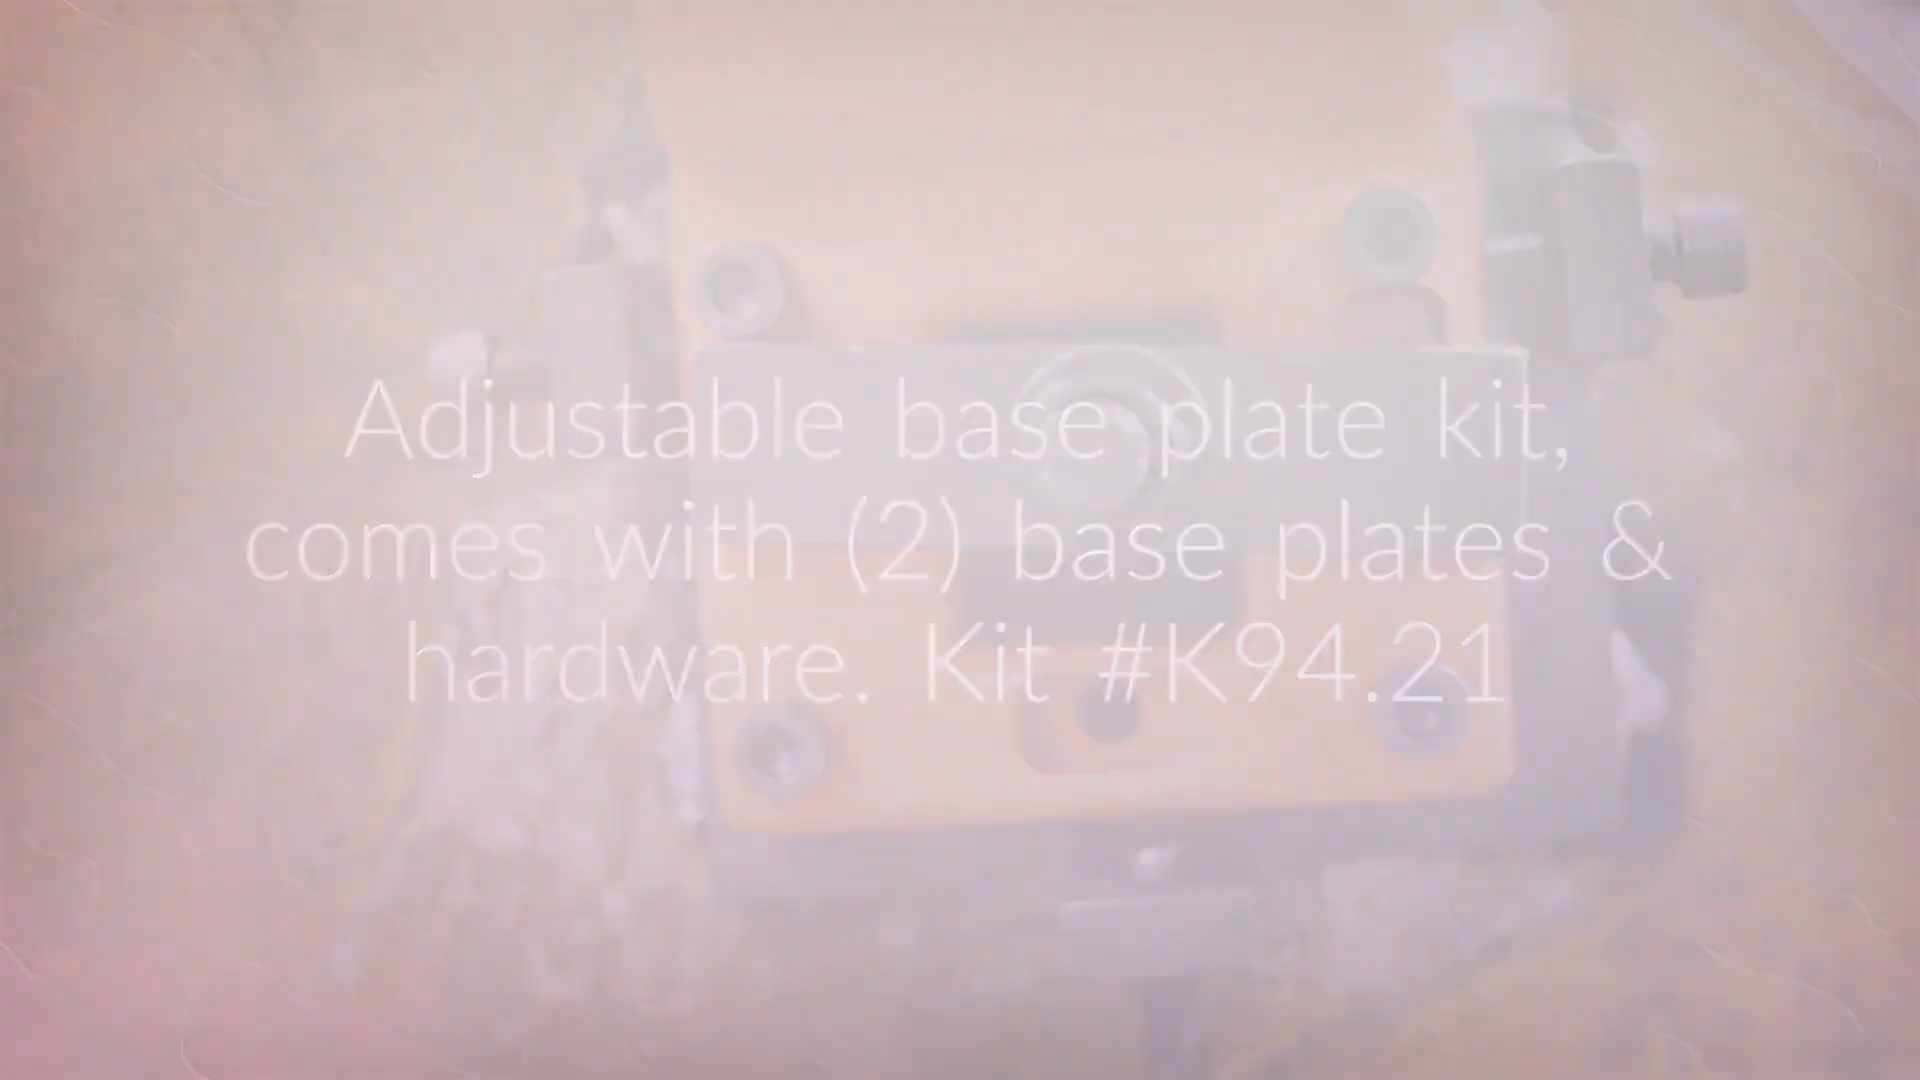 Adjustable base plate kit,
comes with (2) base plates &
hardware. Kit #K94.21